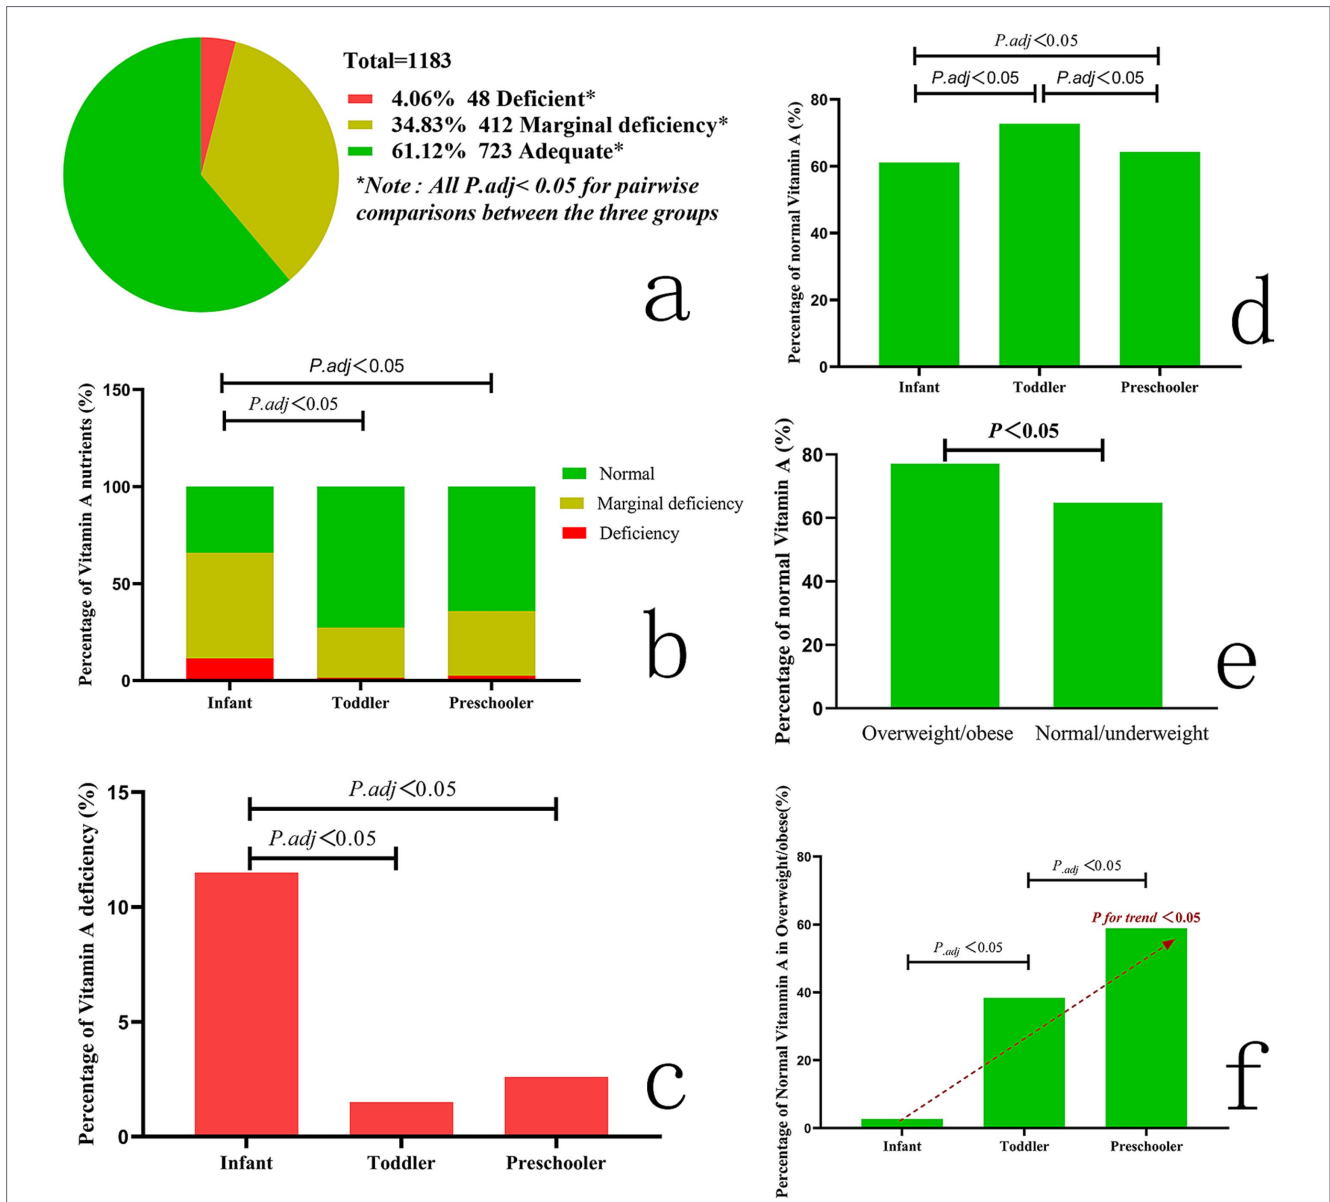 Total=1183
4.06% 48 Deficient*
34.83% 412 Marginal deficiency*
61.12% 723 Adequate*
*Note : All P.adj< 0.05 for pairwise
comparisons between the three groups
a
Percentage of Vitamin A nutrients (%)
150
100
50
0
P.adj<0.05
P.adj<0.05
Normal
Marginal deficiency
Deficiency
Infant
Toddler
Preschooler
b
Percentage of Vitamin A deficiency (%)
15
10
5
0
P.adj<0.05
P.adj<0.05
Infant
Toddler
Preschooler
c
Percentage of normal Vitamin A (%)
80
60
40
20
0
P.adj<0.05
P.adj<0.05
P.adj<0.05
Infant
Toddler
Preschooler
d
Percentage of normal Vitamin A (%)
80
60
40
20
0
P<0.05
Overweight/obese
Normal/underweight
e
Percentage of Normal Vitanmin A in Overweight/obese(%)
80
60
40
20
0
P.adj <0.05
P for trend <0.05
P.adj <0.05
Infant
Toddler
Preschooler
f